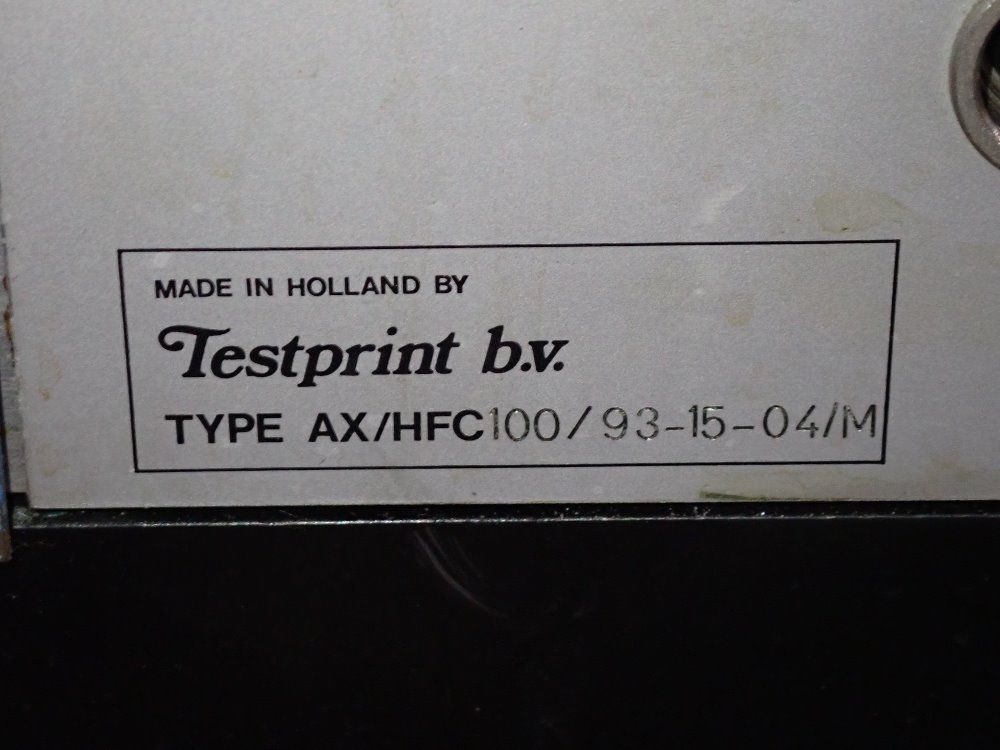 MADE IN HOLLAND BY
Testprint b.v.
TYPE AX/HFC100/93-15-04/M